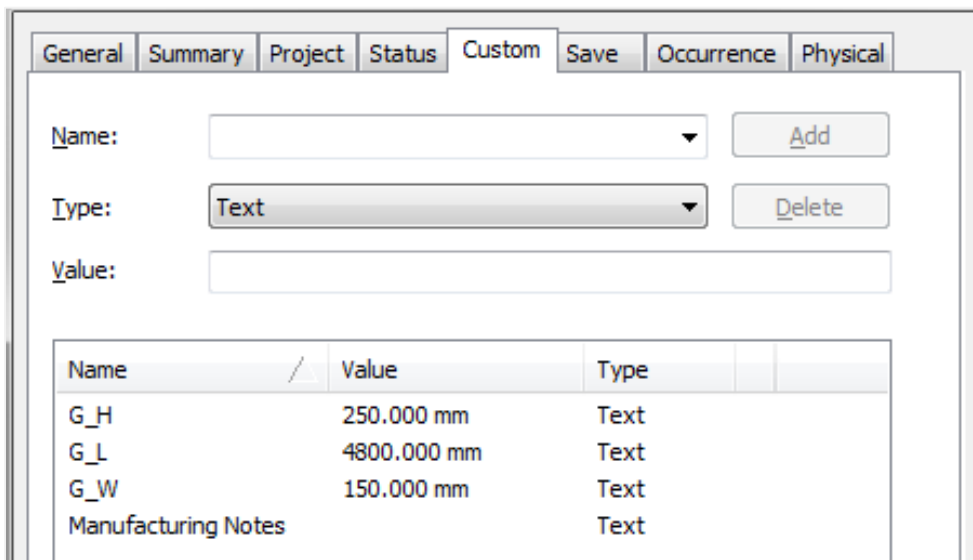 General Summary Project Status Custom Save Occurrence Physical
Name: Add
Type: Text Delete
Value:
Name Value Type
G_H 250.000 mm Text
G_L 4800.000 mm Text
G_W 150.000 mm Text
Manufacturing Notes Text